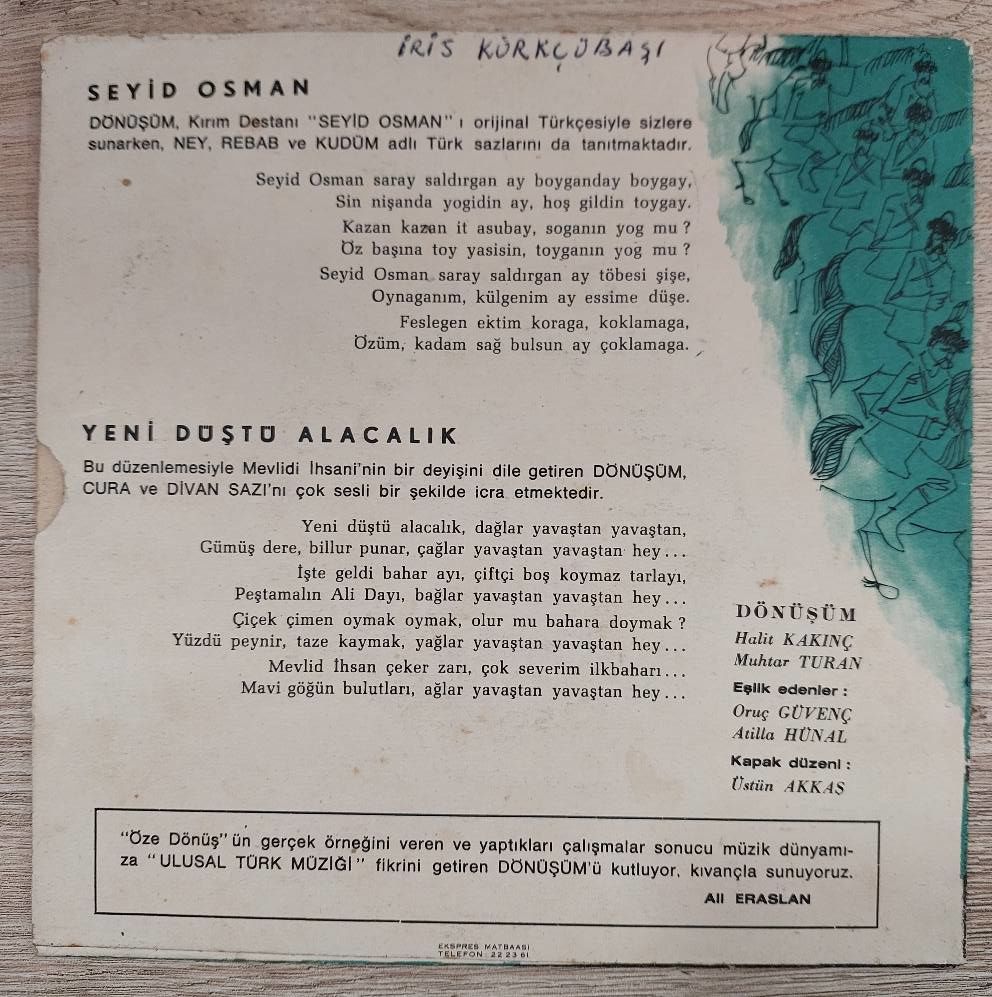 İRİS KÜRKÇÜBAŞI
SEYİD OSMAN
DÖNÜŞÜM, Kırım Destanı "SEYİD OSMAN" ı orijinal Türkçesiyle sizlere
sunarken, NEY, REBAB ve KUDÜM adlı Türk sazlarını da tanıtmaktadır.
Seyid Osman saray saldırgan ay boyganday boygay,
Sin nişanda yogidin ay, hoş gildin toygay.
Kazan kazan it asubay, soganın yog mu ?
Öz başına toy yasisin, toyganın yog mu ?
Seyid Osman saray saldırgan ay töbesi şişe,
Oynaganım, külgenim ay essime düşe.
Feslegen ektim koraga, koklamaga,
Özüm, kadam sağ bulsun ay çoklamaga.
YENİ DÜŞTÜ ALACALIK
Bu düzenlemesiyle Mevlidi İhsani'nin bir deyişini dile getiren DÖNÜŞÜM,
CURA ve DİVAN SAZI'nı çok sesli bir şekilde icra etmektedir.
Yeni düştü alacalık, dağlar yavaştan yavaştan,
Gümüş dere, billur punar, çağlar yavaştan yavaştan hey...
İşte geldi bahar ayı, çiftçi boş koymaz tarlayı,
Peştamalın Ali Dayı, bağlar yavaştan yavaştan hey...
Çiçek çimen oymak oymak, olur mu bahara doymak ?
Yüzdü peynir, taze kaymak, yağlar yavaştan yavaştan hey...
Mevlid İhsan çeker zarı, çok severim ilkbaharı...
Mavi göğün bulutları, ağlar yavaştan yavaştan hey...
DÖNÜŞÜM
Halit KAKINÇ
Muhtar TURAN
Eşlik edenler :
Oruç GÜVENÇ
Atilla HÜNAL
Kapak düzeni :
Üstün AKKAŞ
"Öze Dönüş" ün gerçek örneğini veren ve yaptıkları çalışmalar sonucu müzik dünyamı-
za "ULUSAL TÜRK MÜZİĞİ" fikrini getiren DÖNÜŞÜM'ü kutluyor, kıvançla sunuyoruz.
Ali ERASLAN
EKSPRES MATBAASI
TELEFON: 22 23 61